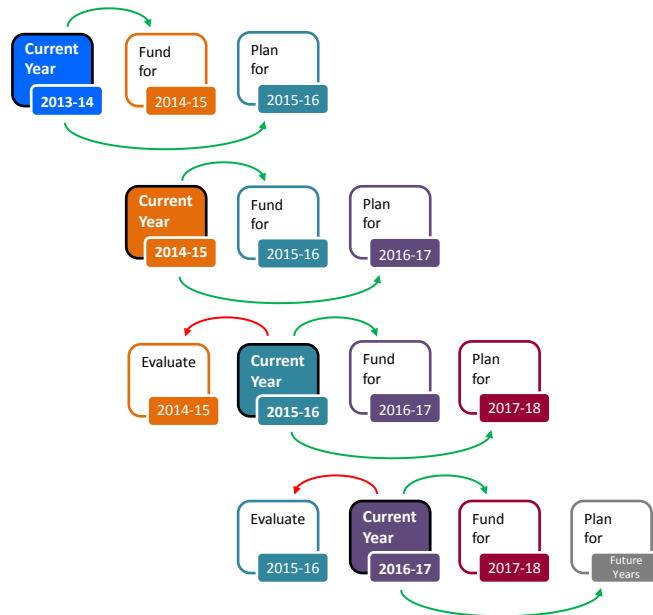 Current
Year
2013-14
Fund
for
2014-15
Plan
for
2015-16
Current
Year
2014-15
Fund
for
2015-16
Plan
for
2016-17
Evaluate
2014-15
Current
Year
2015-16
Fund
for
2016-17
Plan
for
2017-18
Evaluate
2015-16
Current
Year
2016-17
Fund
for
2017-18
Plan
for
Future
Years